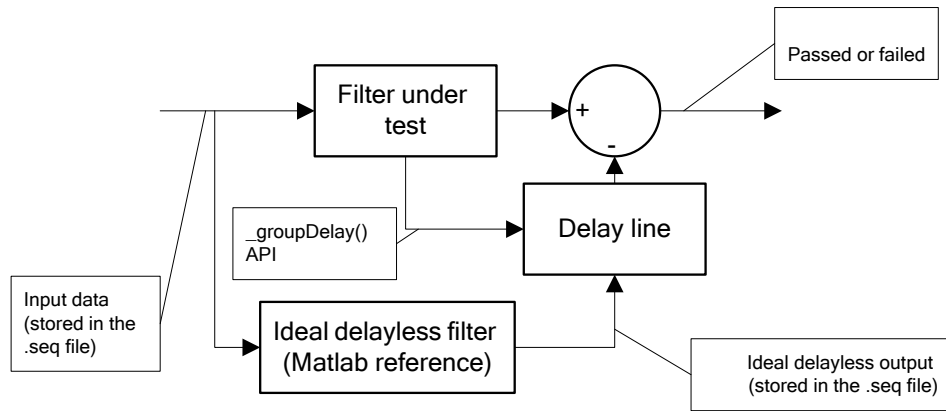 Passed or failed
Filter under
test
+
-
_groupDelay()
API
Delay line
Input data
(stored in the
.seq file)
Ideal delayless filter
(Matlab reference)
Ideal delayless output
(stored in the .seq file)